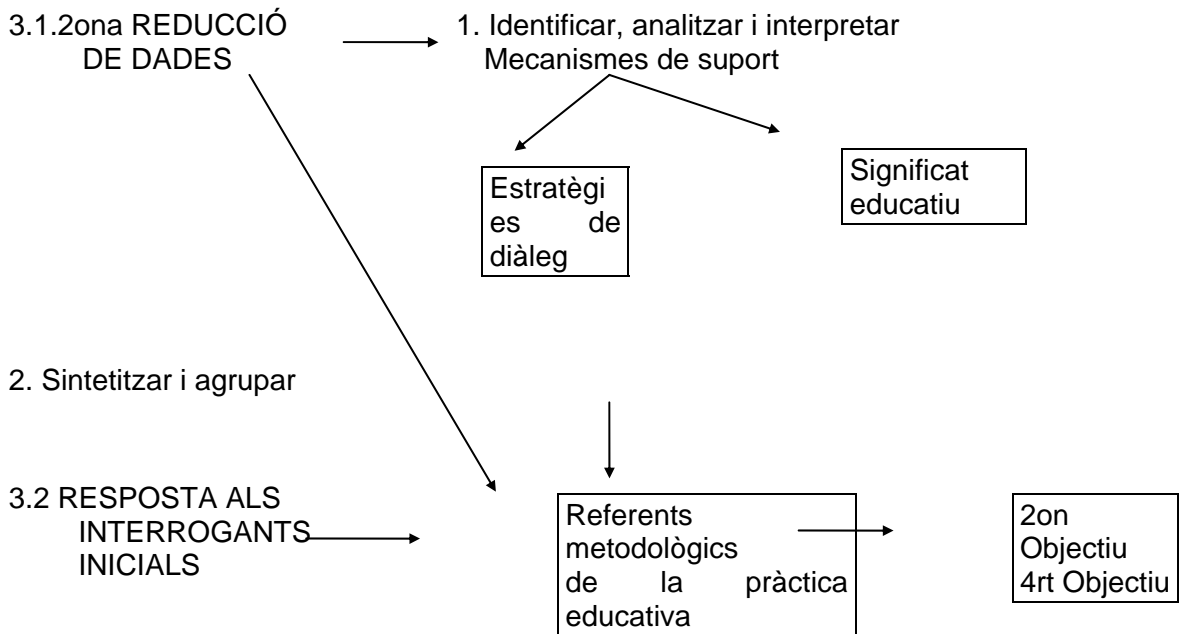 3.1.2ona REDUCCIÓ
DE DADES
1. Identificar, analitzar i interpretar
Mecanismes de suport
Estratègi
es de
diàleg
Significat
educatiu
2. Sintetitzar i agrupar
3.2 RESPOSTA ALS
INTERROGANTS
INICIALS
Referents
metodològics
de la pràctica
educativa
2on
Objectiu
4rt Objectiu